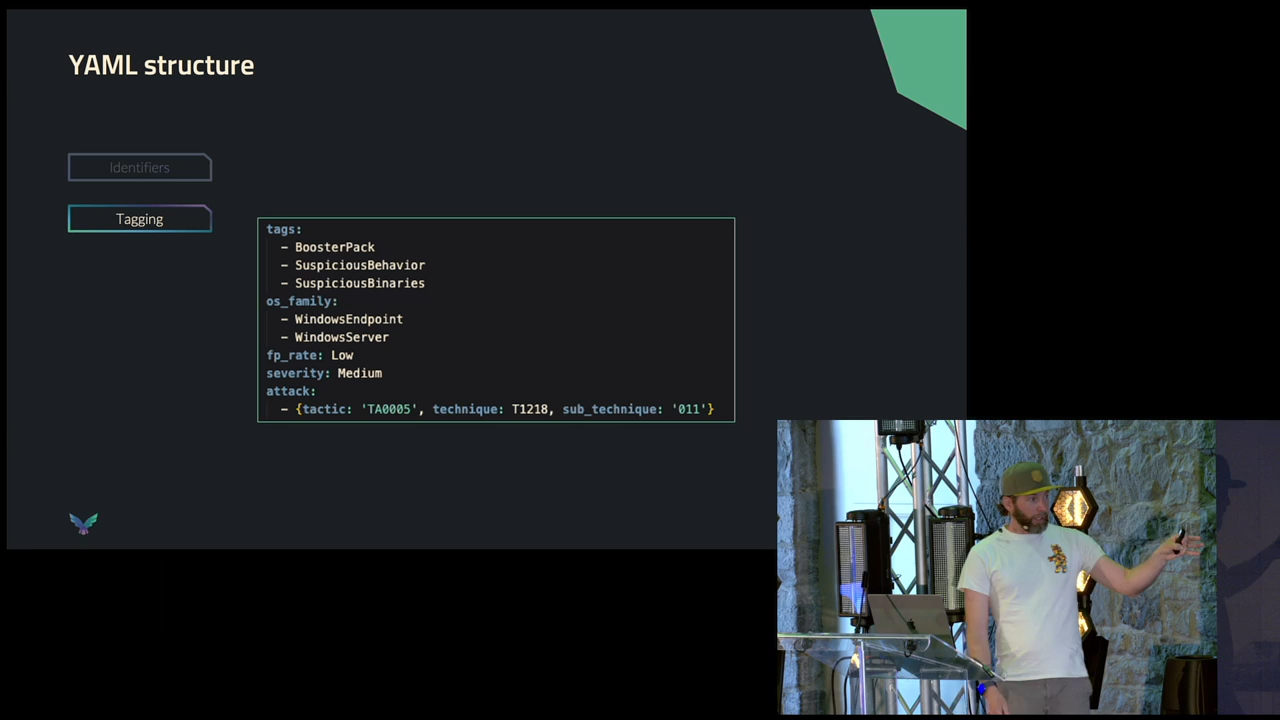 YAML structure
Identifiers
Tagging
tags:
- BoosterPack
- SuspiciousBehavior
- SuspiciousBinaries
os_family:
- WindowsEndpoint
- WindowsServer
fp_rate: Low
severity: Medium
attack:
- {tactic: 'TA0005', technique: T1218, sub_technique: '011'}